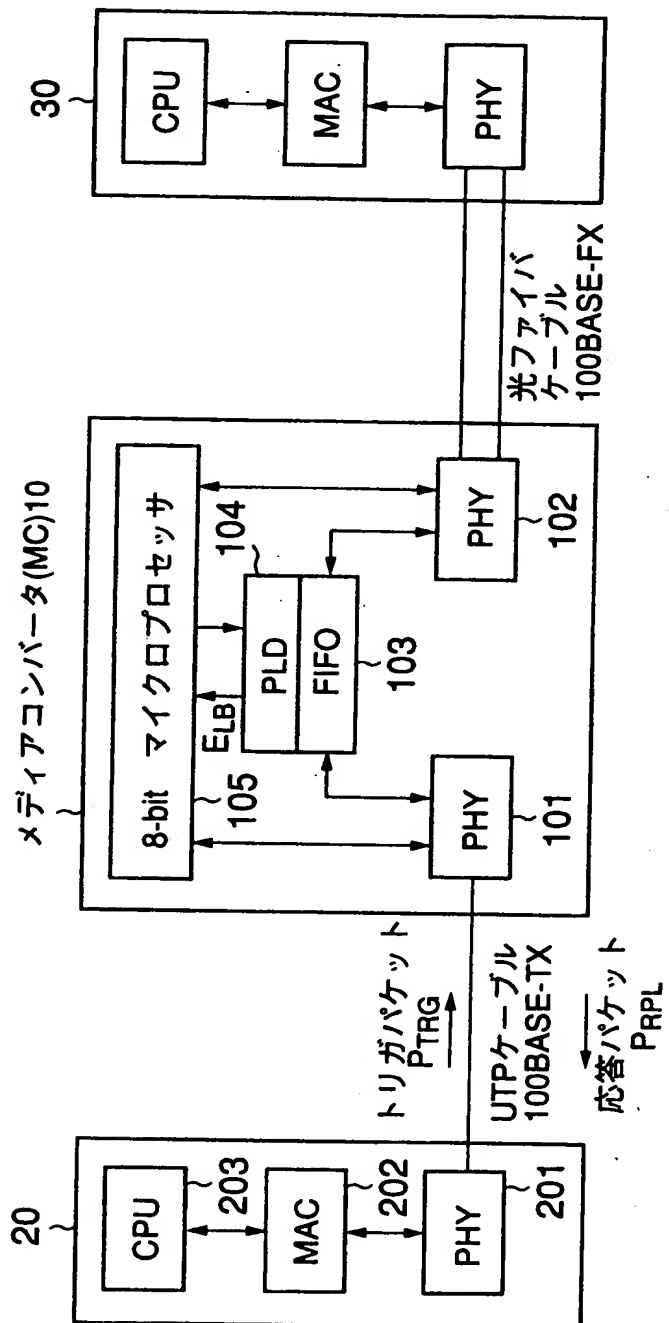 メディアコンバータ(MC)10
20
CPU
203
MAC
202
PHY
201
トリガパケット
PTRG
UTPケーブル
100BASE-TX
応答パケット
PRPL
8-bit マイクロプロセッサ
105
ELB
104
PLD
FIFO
103
PHY
101
PHY
102
光ファイバ
ケーブル
100BASE-FX
30
CPU
MAC
PHY